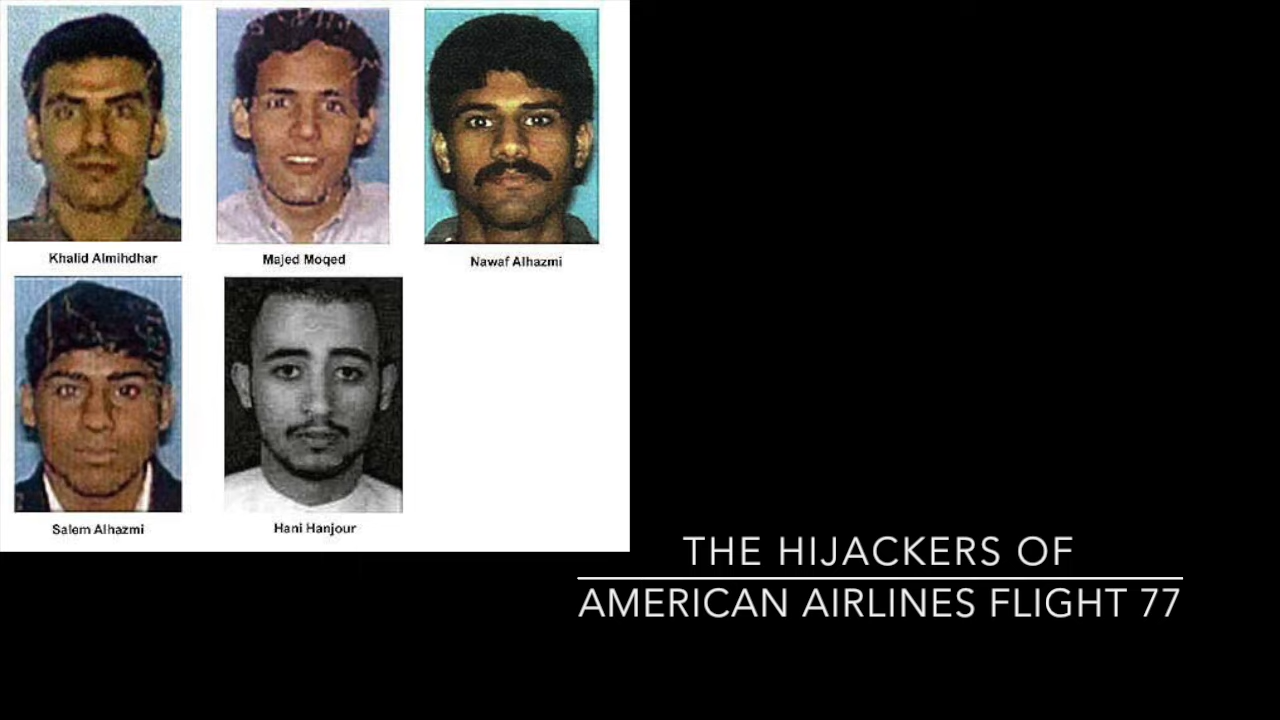 Khalid Almihdhar
Majed Moqed
Nawaf Alhazmi
Salem Alhazmi
Hani Hanjour
THE HIJACKERS OF
AMERICAN AIRLINES FLIGHT 77